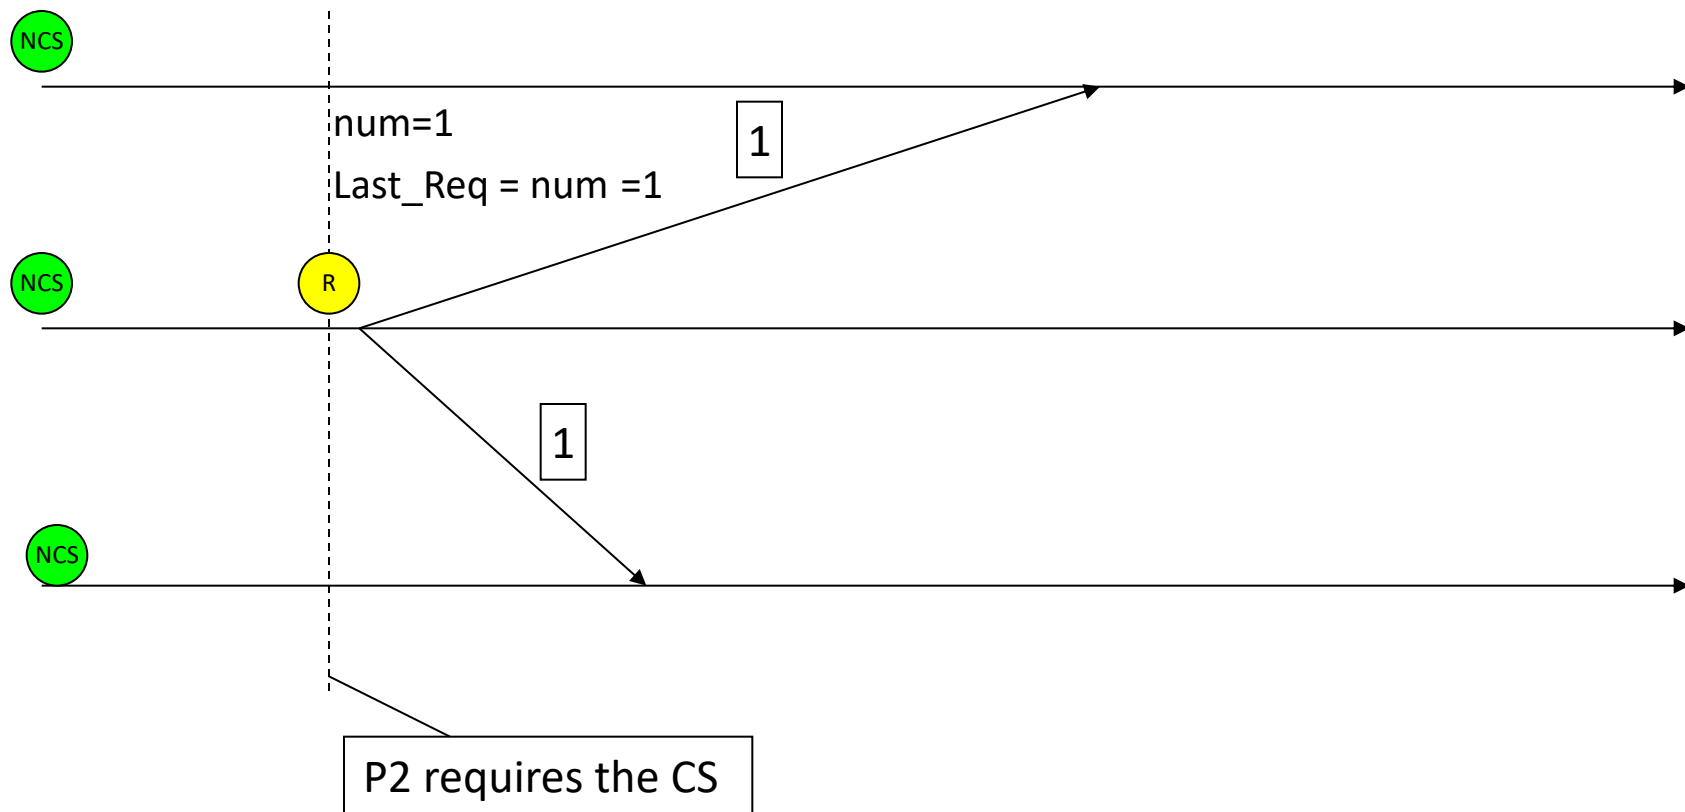 NCS
num=1
1
Last_Req = num =1
NCS
R
1
NCS
P2 requires the CS